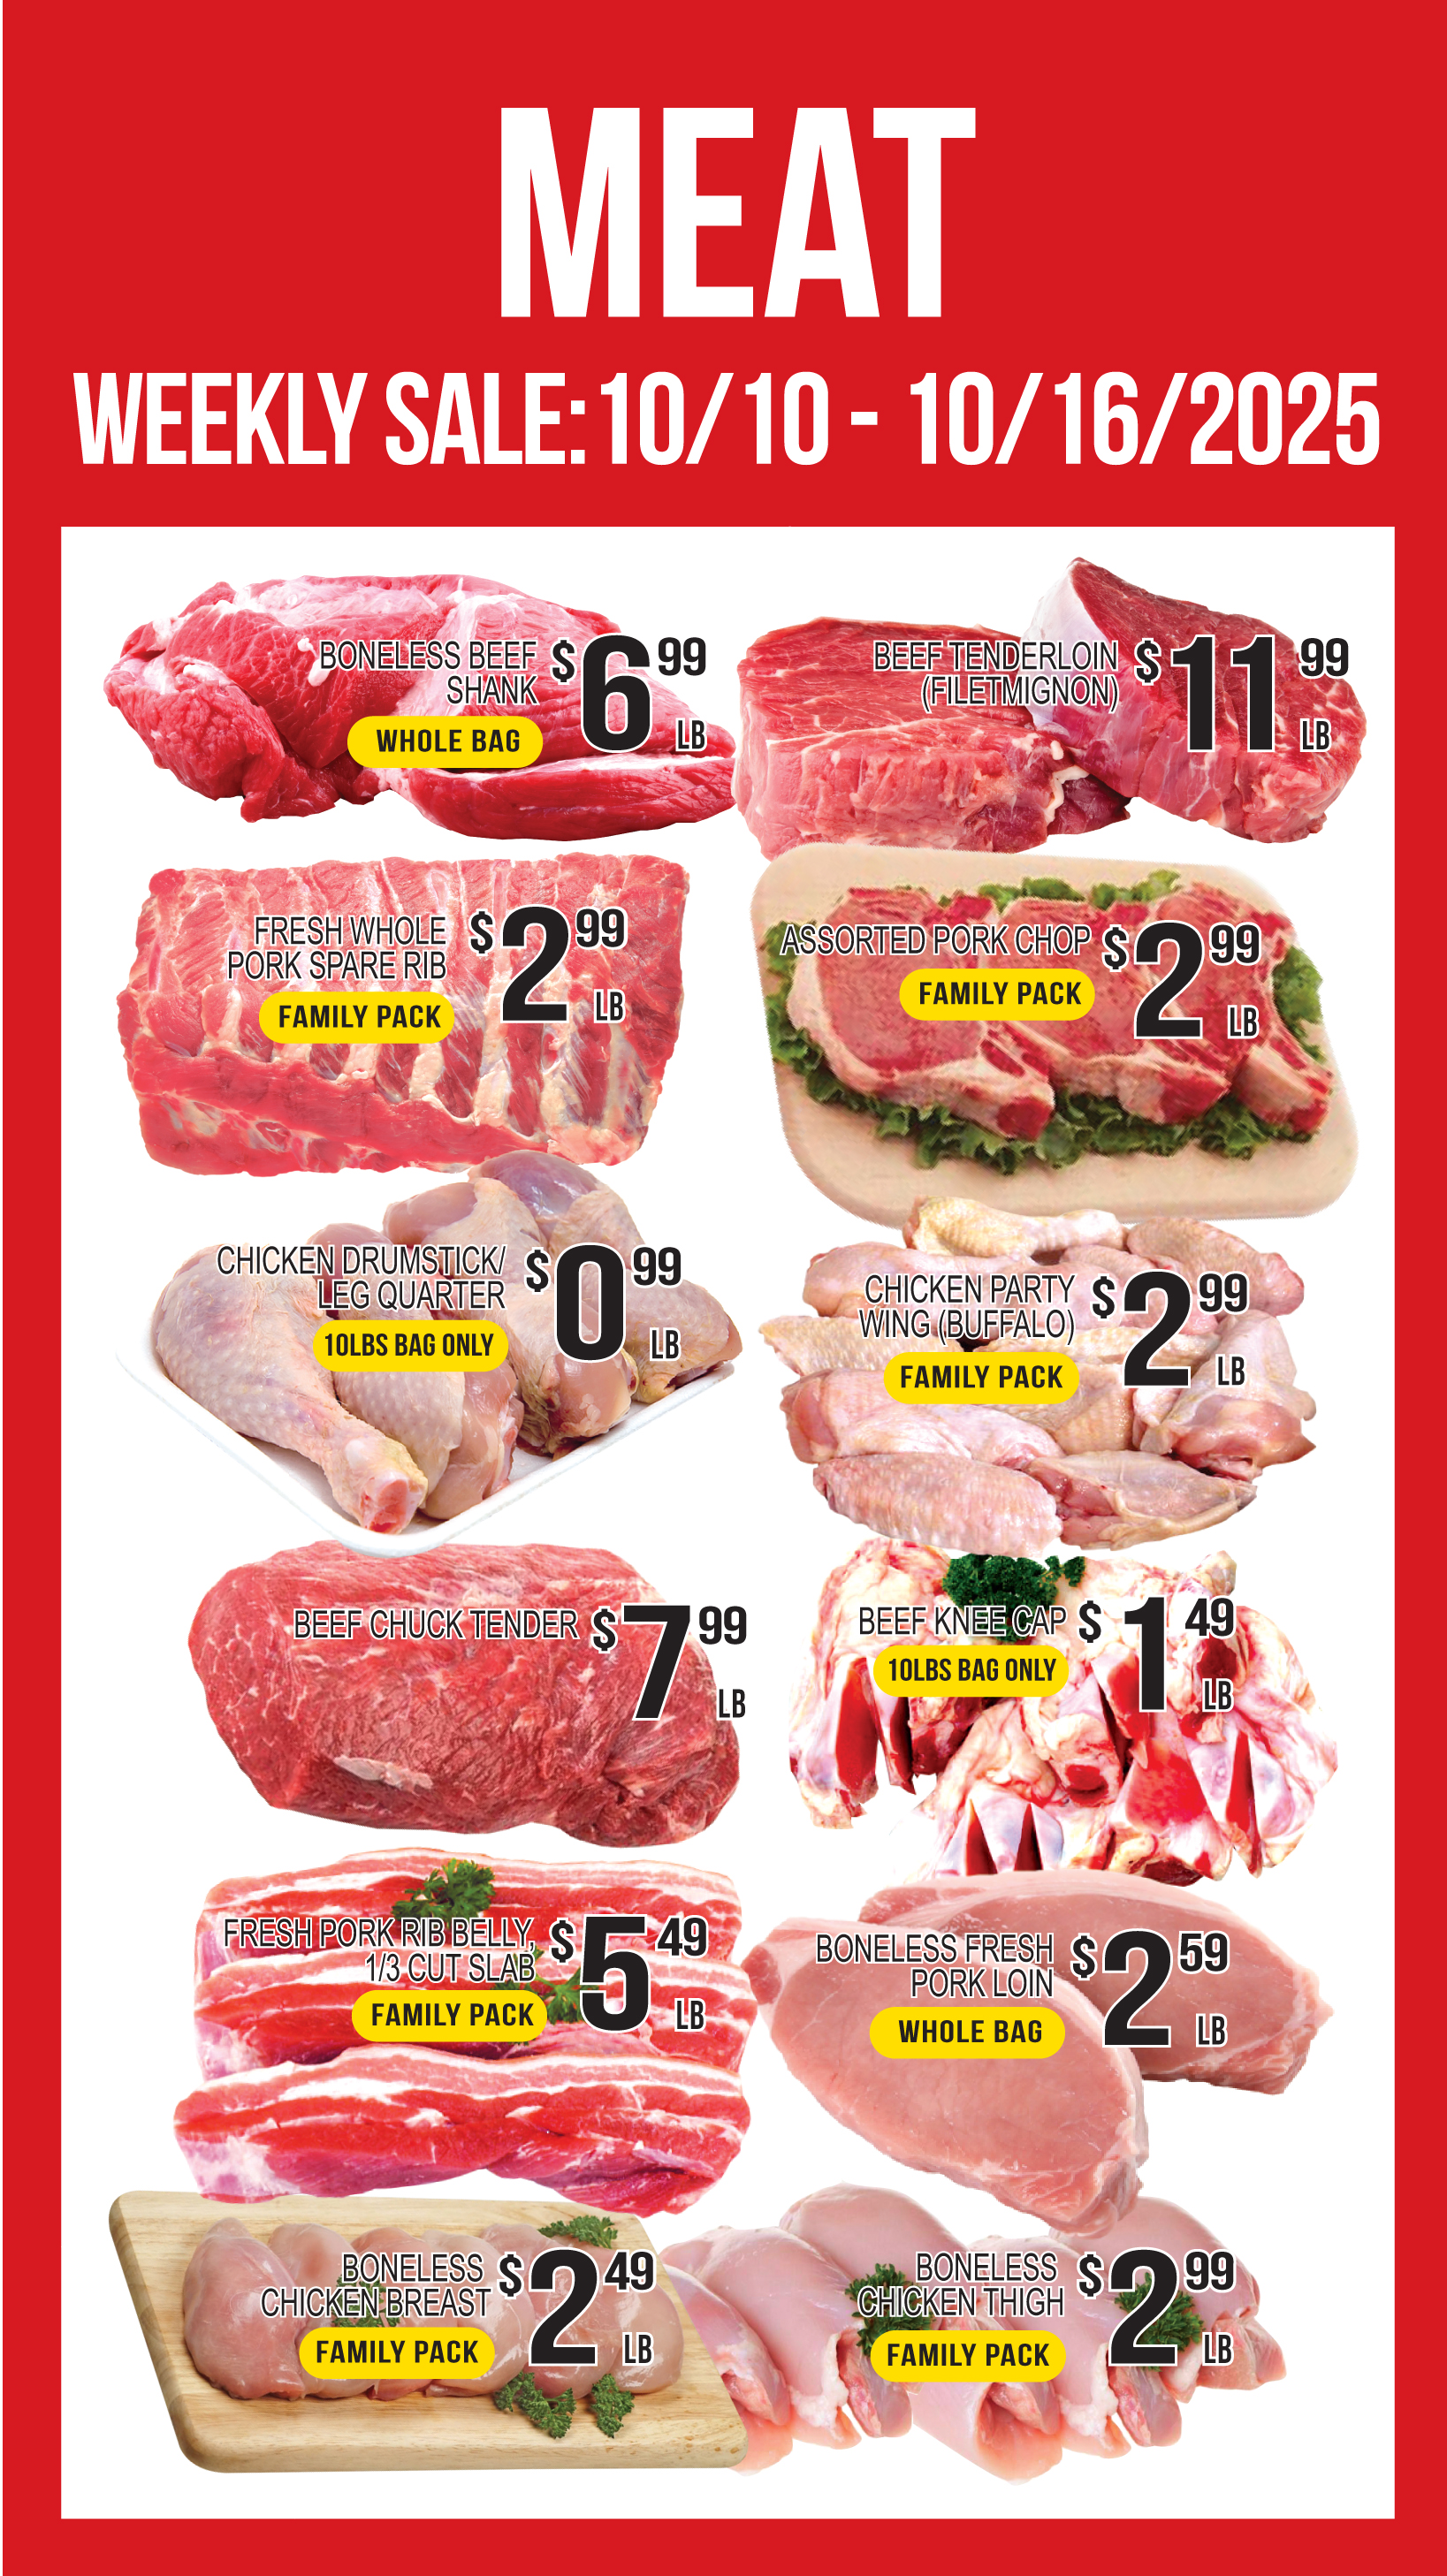 MEAT
WEEKLY SALE: 10/10 - 10/16/2025
BONELESS BEEF
SHANK
WHOLE BAG
$6.99 LB
BEEF TENDERLOIN
(FILETMIGNON)
$11.99 LB
FRESH WHOLE
PORK SPARE RIB
FAMILY PACK
$2.99 LB
ASSORTED PORK CHOP
FAMILY PACK
$2.99 LB
CHICKEN DRUMSTICK/
LEG QUARTER
10LBS BAG ONLY
$0.99 LB
CHICKEN PARTY
WING (BUFFALO)
FAMILY PACK
$2.99 LB
BEEF CHUCK TENDER
$7.99 LB
BEEF KNEE CAP
10LBS BAG ONLY
$1.49 LB
FRESH PORK RIB BELLY,
1/3 CUT SLAB
FAMILY PACK
$5.49 LB
BONELESS FRESH
PORK LOIN
WHOLE BAG
$2.59 LB
BONELESS
CHICKEN BREAST
FAMILY PACK
$2.49 LB
BONELESS
CHICKEN THIGH
FAMILY PACK
$2.99 LB